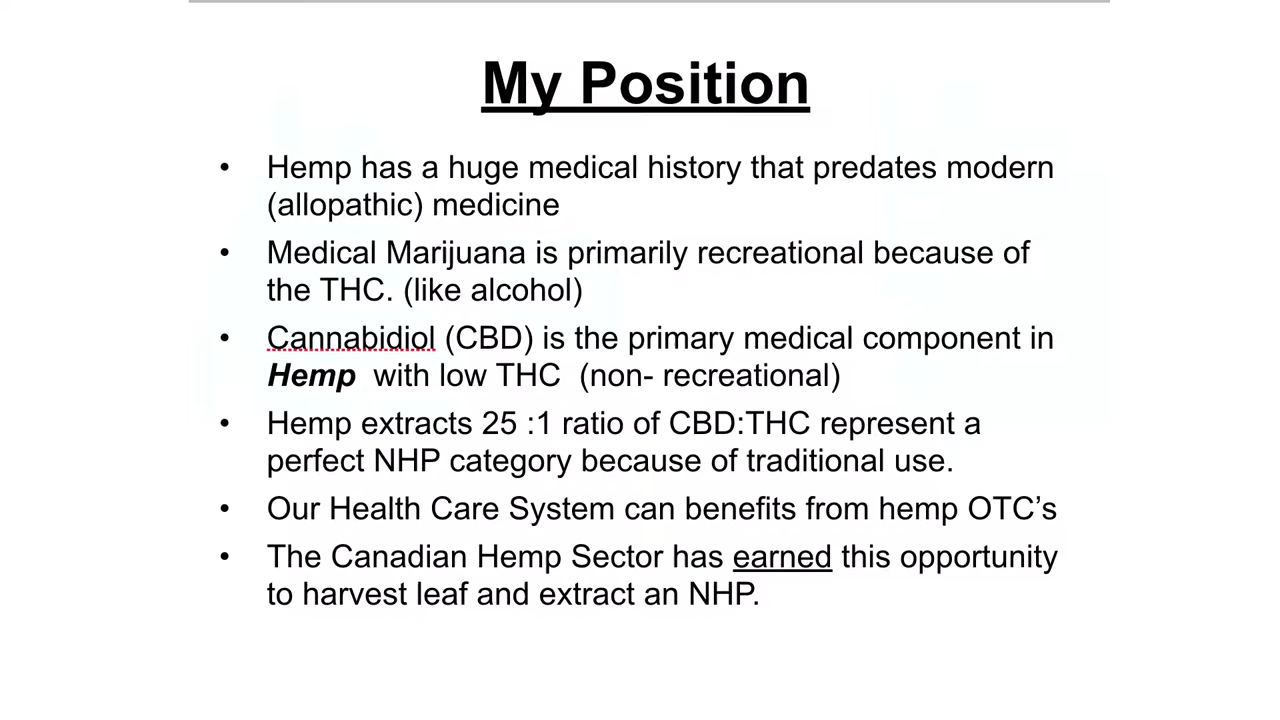 My Position
• Hemp has a huge medical history that predates modern
(allopathic) medicine
• Medical Marijuana is primarily recreational because of
the THC. (like alcohol)
• Cannabidiol (CBD) is the primary medical component in
Hemp with low THC (non- recreational)
• Hemp extracts 25 :1 ratio of CBD:THC represent a
perfect NHP category because of traditional use.
• Our Health Care System can benefits from hemp OTC’s
• The Canadian Hemp Sector has earned this opportunity
to harvest leaf and extract an NHP.